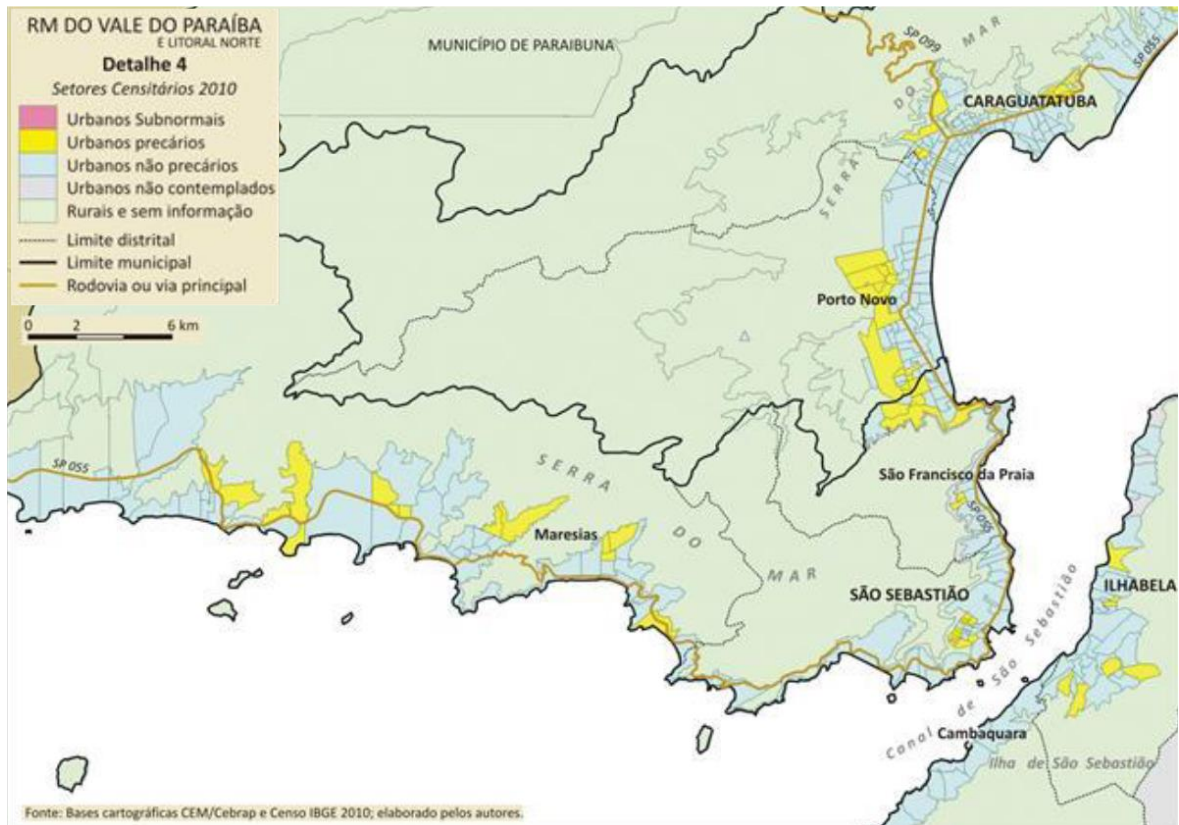 RM DO VALE DO PARAÍBA
E LITORAL NORTE
Detalhe 4
Setores Censitários 2010
Urbanos Subnormais
Urbanos precários
Urbanos não precários
Urbanos não contemplados
Rurais e sem informação
Limite distrital
Limite municipal
Rodovia ou via principal
0 2 6 km
MUNICÍPIO DE PARAIBUNA
SP 099
SERRA DO MAR
SP 055
CARAGUATATUBA
Porto Novo
SP 055
SERRA DO MAR
Maresias
São Francisco da Praia
SP 055
SÃO SEBASTIÃO
ILHABELA
Canal de São Sebastião
Cambaquara
Ilha de São Sebastião
Fonte: Bases cartográficas CEM/Cebrap e Censo IBGE 2010; elaborado pelos autores.